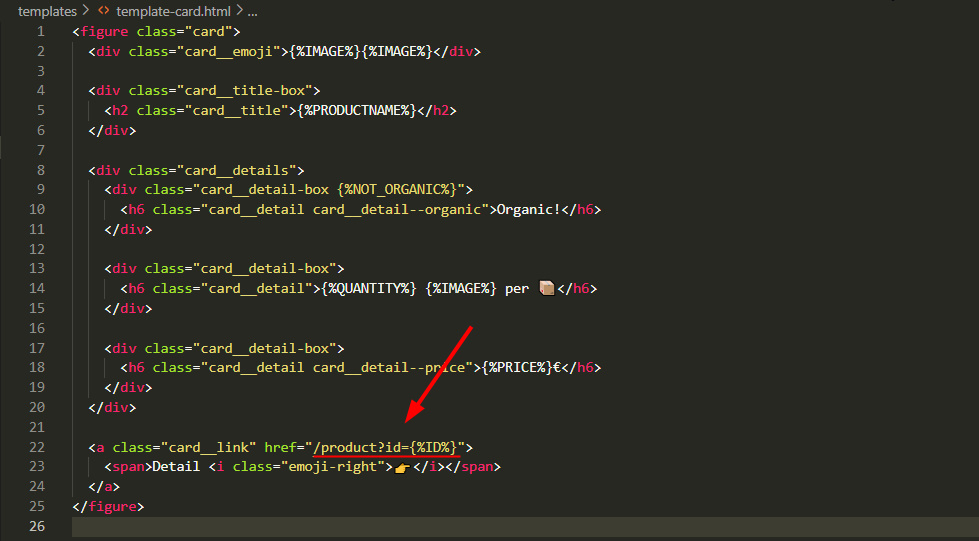 templates > <> template-card.html > ...
1 <figure class="card">
2 <div class="card__emoji">{%IMAGE%}{%IMAGE%}</div>
3
4 <div class="card__title-box">
5 <h2 class="card__title">{%PRODUCTNAME%}</h2>
6 </div>
7
8 <div class="card__details">
9 <div class="card__detail-box {%NOT_ORGANIC%}">
10 <h6 class="card__detail card__detail--organic">Organic!</h6>
11 </div>
12
13 <div class="card__detail-box">
14 <h6 class="card__detail">{%QUANTITY%} {%IMAGE%} per 📦</h6>
15 </div>
16
17 <div class="card__detail-box">
18 <h6 class="card__detail card__detail--price">{%PRICE%}€</h6>
19 </div>
20 </div>
21
22 <a class="card__link" href="/product?id={%ID%}">
23 <span>Detail <i class="emoji-right">👉</i></span>
24 </a>
25 </figure>
26